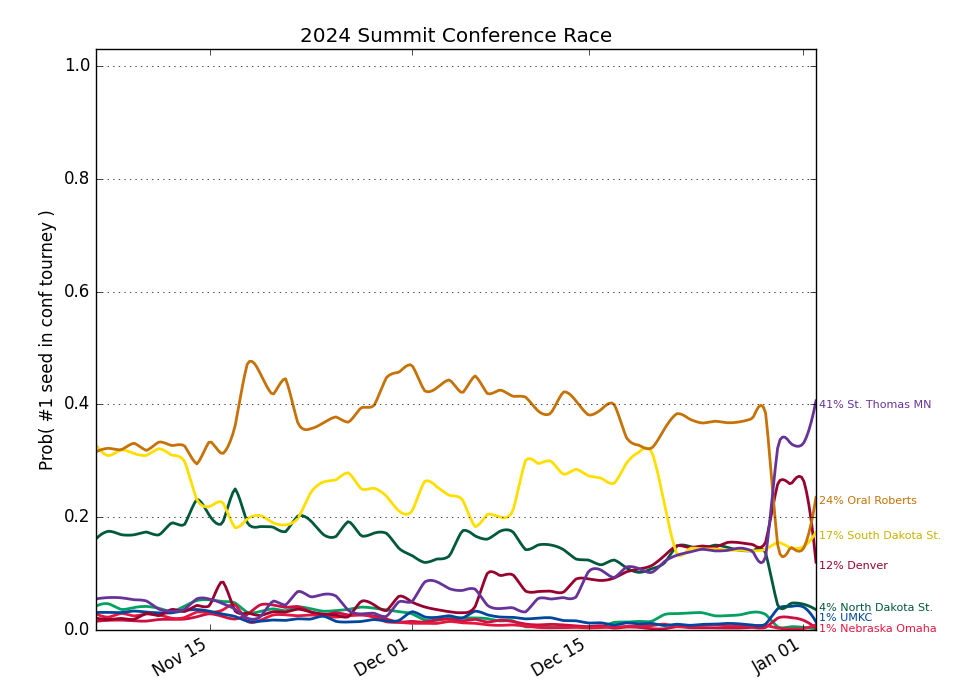 2024 Summit Conference Race
Prob( #1 seed in conf tourney )
1.0
0.8
0.6
0.4
0.2
0.0
41% St. Thomas MN
24% Oral Roberts
17% South Dakota St.
12% Denver
4% North Dakota St.
1% UMKC
1% Nebraska Omaha
Nov 15
Dec 01
Dec 15
Jan 01